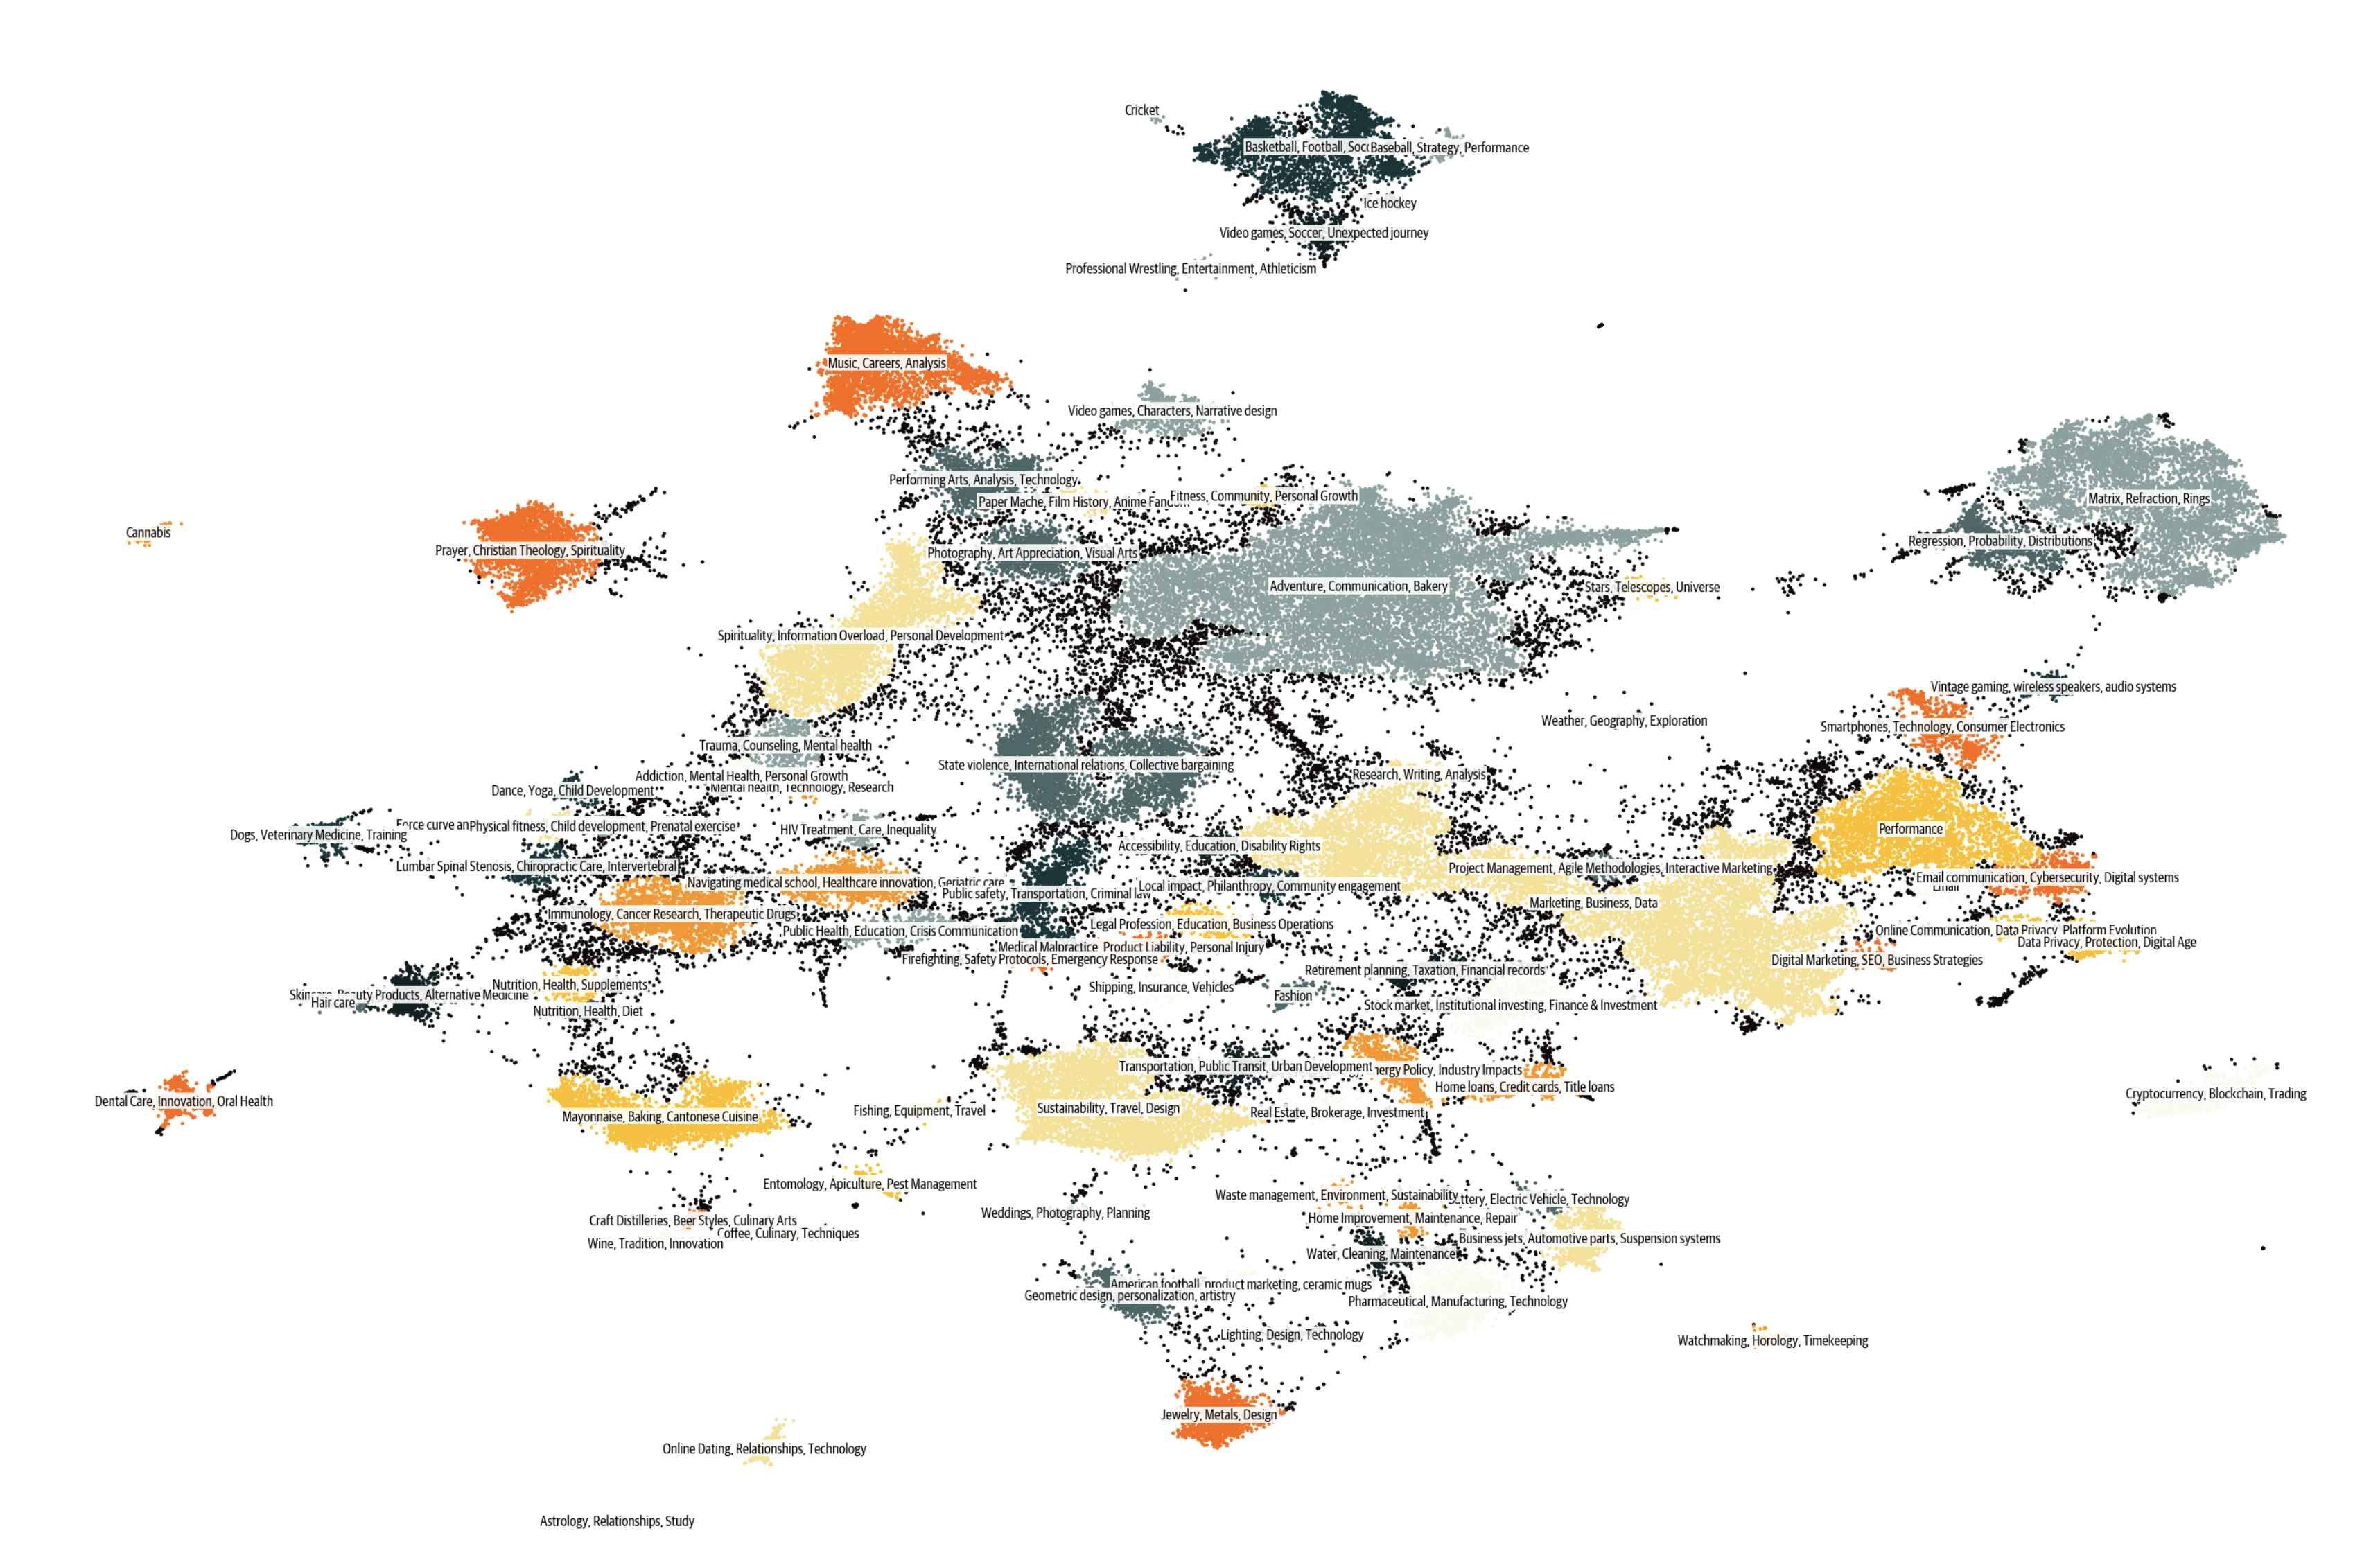 Cricket
Basketball, Football, Socc
Baseball, Strategy, Performance
Ice hockey
Video games, Soccer, Unexpected journey
Professional Wrestling, Entertainment, Athleticism
Music, Careers, Analysis
Video games, Characters, Narrative design
Performing Arts, Analysis, Technology
Paper Mache, Film History, Anime Fandom
Fitness, Community, Personal Growth
Matrix, Refraction, Rings
Cannabis
Prayer, Christian Theology, Spirituality
Photography, Art Appreciation, Visual Arts
Regression, Probability, Distributions
Adventure, Communication, Bakery
Stars, Telescopes, Universe
Spirituality, Information Overload, Personal Development
Vintage gaming, wireless speakers, audio systems
Weather, Geography, Exploration
Smartphones, Technology, Consumer Electronics
Trauma, Counseling, Mental health
State violence, International relations, Collective bargaining
Research, Writing, Analysis
Addiction, Mental Health, Personal Growth
Mental health, Technology, Research
Dance, Yoga, Child Development
Force curve an
Physical fitness, Child development, Prenatal exercise
HIV Treatment, Care, Inequality
Performance
Dogs, Veterinary Medicine, Training
Accessibility, Education, Disability Rights
Lumbar Spinal Stenosis, Chiropractic Care, Intervertebral
Project Management, Agile Methodologies, Interactive Marketing
Email communication, Cybersecurity, Digital systems
Email
Navigating medical school, Healthcare innovation, Geriatric care
Local impact, Philanthropy, Community engagement
Public safety, Transportation, Criminal law
Marketing, Business, Data
Immunology, Cancer Research, Therapeutic Drugs
Legal Profession, Education, Business Operations
Public Health, Education, Crisis Communication
Online Communication, Data Privacy, Platform Evolution
Data Privacy, Protection, Digital Age
Medical Malpractice, Product Liability, Personal Injury
Firefighting, Safety Protocols, Emergency Response
Digital Marketing, SEO, Business Strategies
Retirement planning, Taxation, Financial records
Nutrition, Health, Supplements
Shipping, Insurance, Vehicles
Skincare, Beauty Products, Alternative Medicine
Fashion
Hair care
Stock market, Institutional investing, Finance & Investment
Nutrition, Health, Diet
Transportation, Public Transit, Urban Development
ergy Policy, Industry Impacts
Home loans, Credit cards, Title loans
Cryptocurrency, Blockchain, Trading
Dental Care, Innovation, Oral Health
Sustainability, Travel, Design
Fishing, Equipment, Travel
Real Estate, Brokerage, Investment
Mayonnaise, Baking, Cantonese Cuisine
Entomology, Apiculture, Pest Management
Waste management, Environment, Sustainability
ttery, Electric Vehicle, Technology
Weddings, Photography, Planning
Craft Distilleries, Beer Styles, Culinary Arts
Home Improvement, Maintenance, Repair
Coffee, Culinary, Techniques
Business jets, Automotive parts, Suspension systems
Wine, Tradition, Innovation
Water, Cleaning, Maintenance
American football, product marketing, ceramic mugs
Geometric design, personalization, artistry
Pharmaceutical, Manufacturing, Technology
Lighting, Design, Technology
Watchmaking, Horology, Timekeeping
Jewelry, Metals, Design
Online Dating, Relationships, Technology
Astrology, Relationships, Study